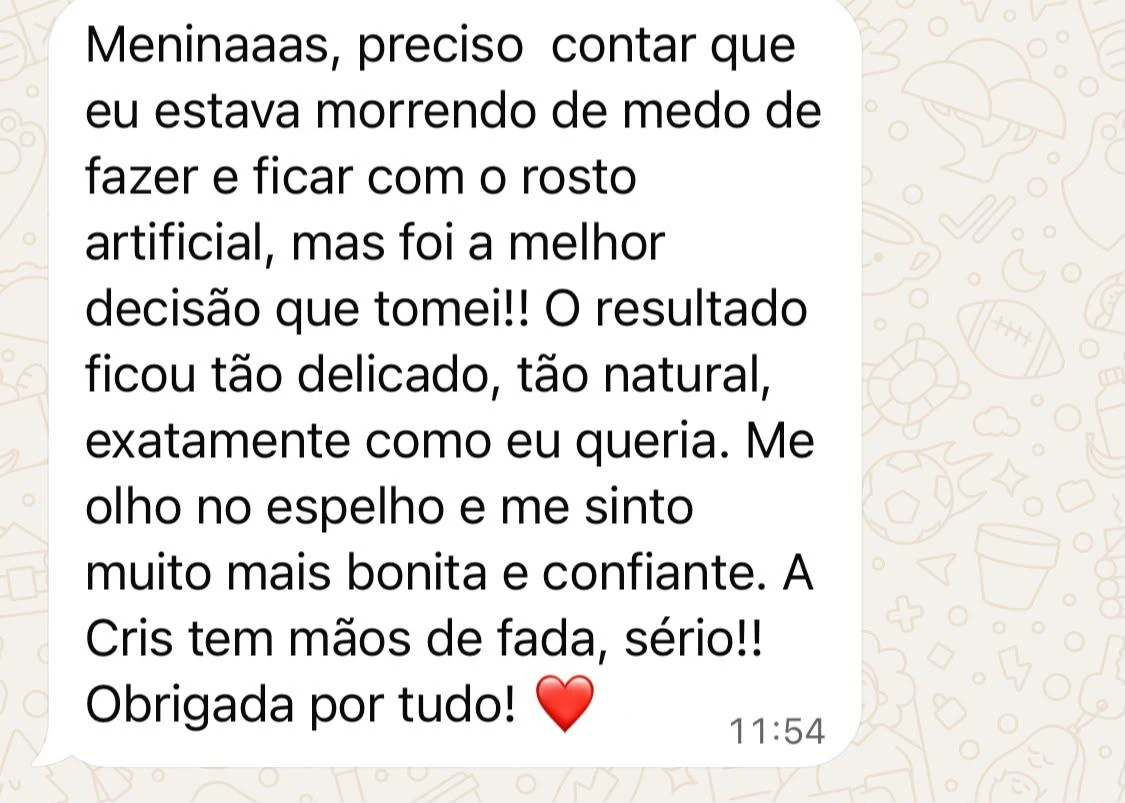 Meninaaas, preciso  contar que
eu estava morrendo de medo de
fazer e ficar com o rosto
artificial, mas foi a melhor
decisão que tomei!! O resultado
ficou tão delicado, tão natural,
exatamente como eu queria. Me
olho no espelho e me sinto
muito mais bonita e confiante. A
Cris tem mãos de fada, sério!!
Obrigada por tudo! ❤️
11:54